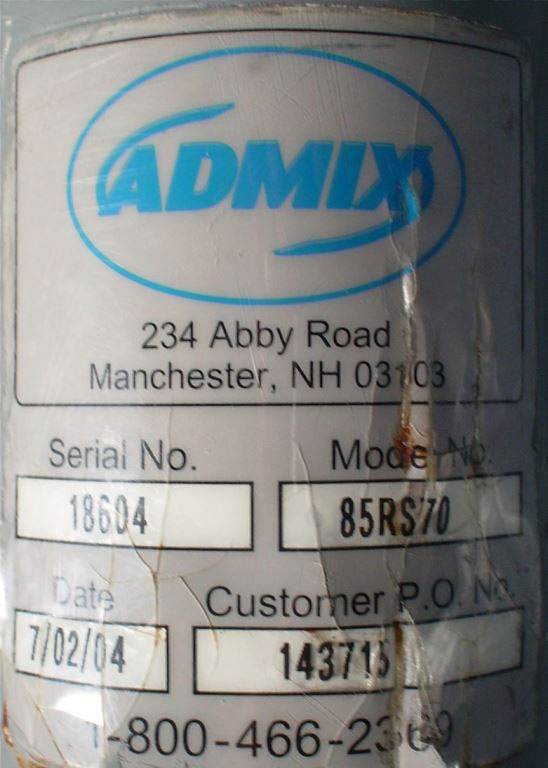 ADMIX
234 Abby Road
Manchester, NH 03103
Serial No. Model No.
18604 85RS70
Date Customer P.O. No.
7/02/04 143715
1-800-466-2369